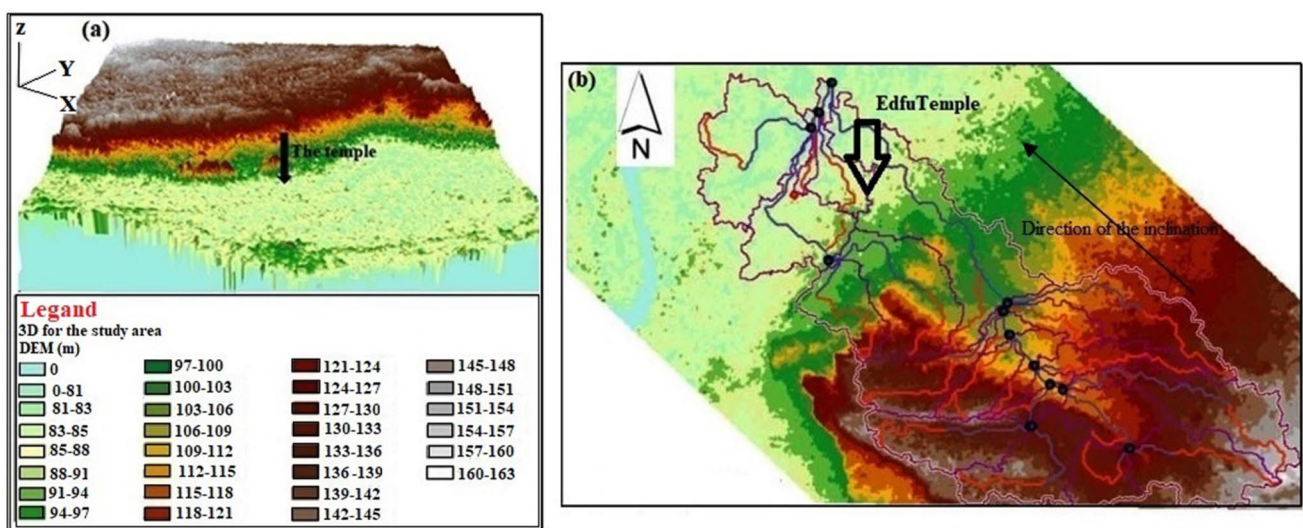 (a)
Z
Y
X
The temple
Legand
3D for the study area
DEM (m)
0
0-81
81-83
83-85
85-88
88-91
91-94
94-97
97-100
100-103
103-106
106-109
109-112
112-115
115-118
118-121
121-124
124-127
127-130
130-133
133-136
136-139
139-142
142-145
145-148
148-151
151-154
154-157
157-160
160-163
(b)
N
EdfuTemple
Direction of the inclination